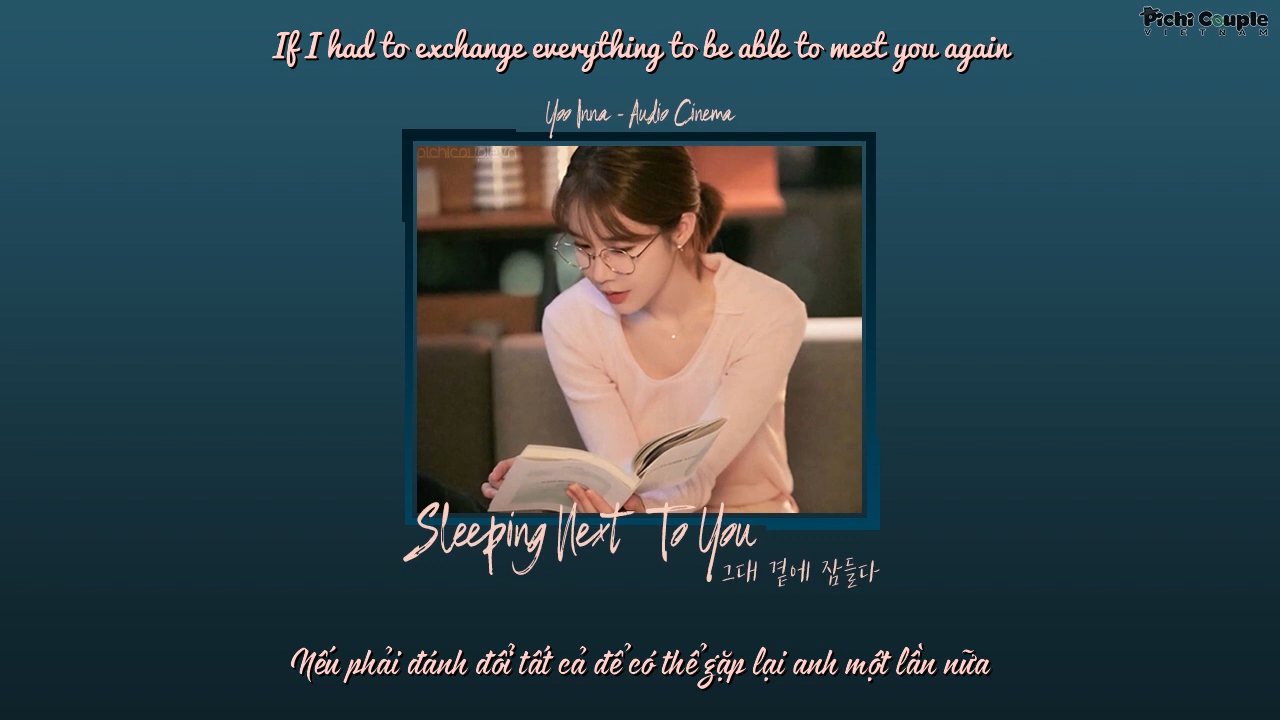 Pichi Couple
VIETNAM
If I had to exchange everything to be able to meet you again
Yoo Inna - Audio Cinema
pichicouplevn
Sleeping Next To You
그대 곁에 잠들다
Nếu phải đánh đổi tất cả để có thể gặp lại anh một lần nữa